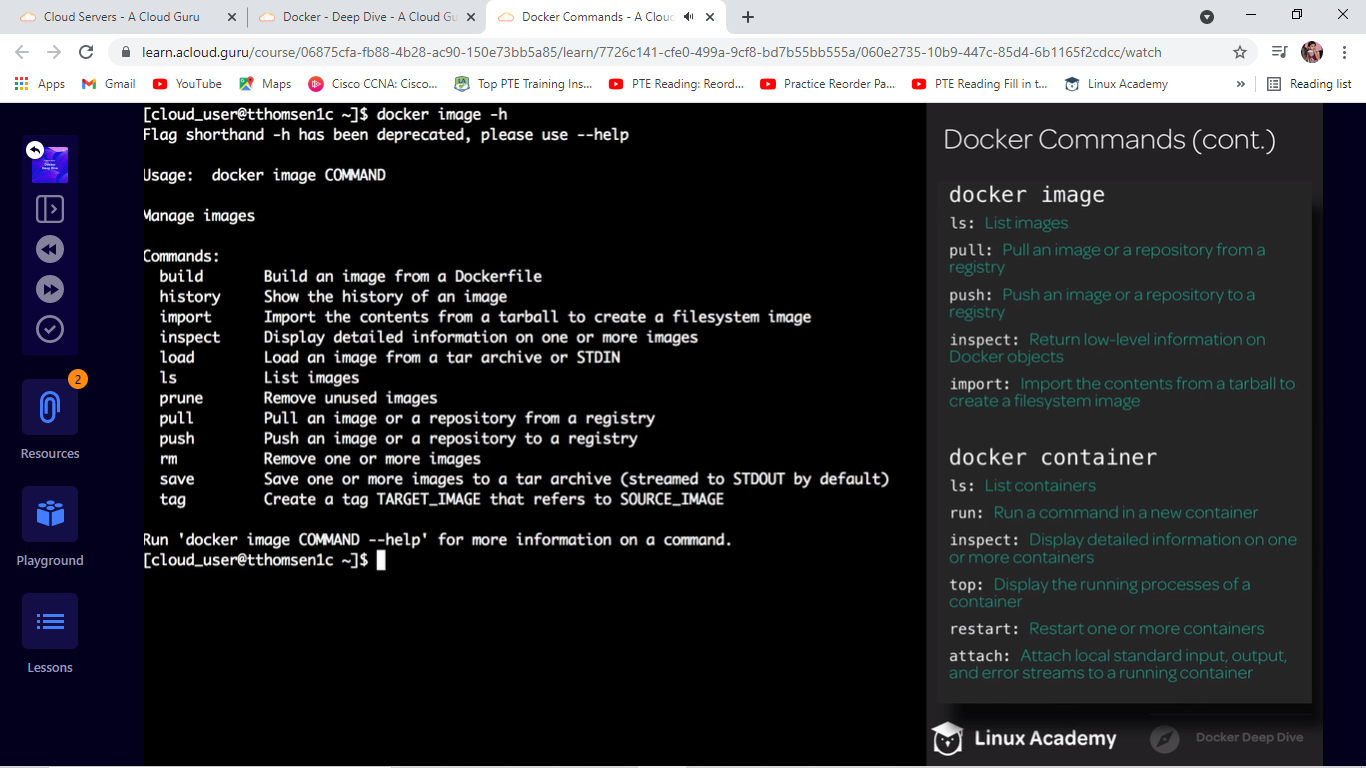 Cloud Servers - A Cloud Guru
Docker - Deep Dive - A Cloud Gu
Docker Commands - A Cloud
learn.acloud.guru/course/06875cfa-fb88-4b28-ac90-150e73bb5a85/learn/7726c141-cfe0-499a-9cf8-bd7b55bb555a/060e2735-10b9-447c-85d4-6b1165f2cdcc/watch
Apps Gmail YouTube Maps Cisco CCNA: Cisco... Top PTE Training Ins... PTE Reading: Reord... Practice Reorder Pa... PTE Reading Fill in t... Linux Academy » Reading list
[cloud_user@tthomsen1c ~]$ docker image -h
Flag shorthand -h has been deprecated, please use --help
Usage:  docker image COMMAND
Manage images
Commands:
build Build an image from a Dockerfile
history Show the history of an image
import Import the contents from a tarball to create a filesystem image
inspect Display detailed information on one or more images
load Load an image from a tar archive or STDIN
ls List images
prune Remove unused images
pull Pull an image or a repository from a registry
push Push an image or a repository to a registry
rm Remove one or more images
save Save one or more images to a tar archive (streamed to STDOUT by default)
tag Create a tag TARGET_IMAGE that refers to SOURCE_IMAGE
Run 'docker image COMMAND --help' for more information on a command.
[cloud_user@tthomsen1c ~]$
Docker Deep Dive
2
Resources
Playground
Lessons
Docker Commands (cont.)
docker image
ls: List images
pull: Pull an image or a repository from a
registry
push: Push an image or a repository to a
registry
inspect: Return low-level information on
Docker objects
import: Import the contents from a tarball to
create a filesystem image
docker container
ls: List containers
run: Run a command in a new container
inspect: Display detailed information on one
or more containers
top: Display the running processes of a
container
restart: Restart one or more containers
attach: Attach local standard input, output,
and error streams to a running container
Linux Academy
Docker Deep Dive